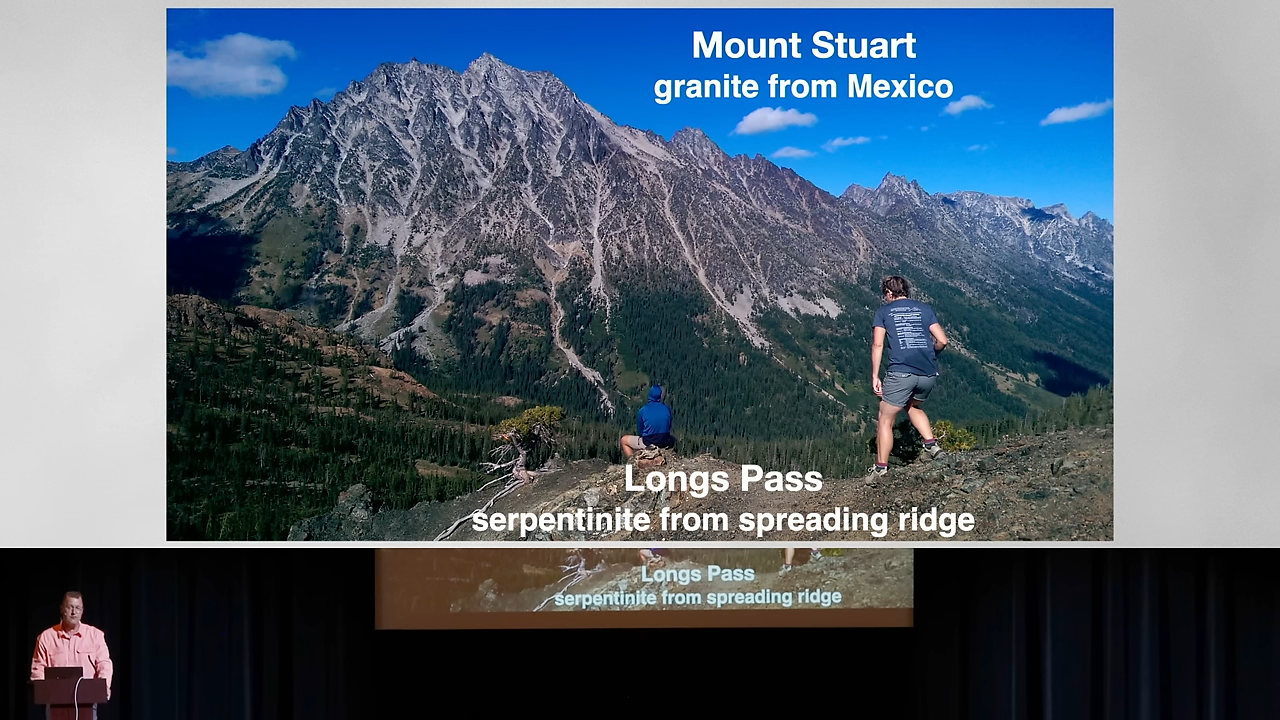 Mount Stuart
granite from Mexico
Longs Pass
serpentinite from spreading ridge
Longs Pass
serpentinite from spreading ridge